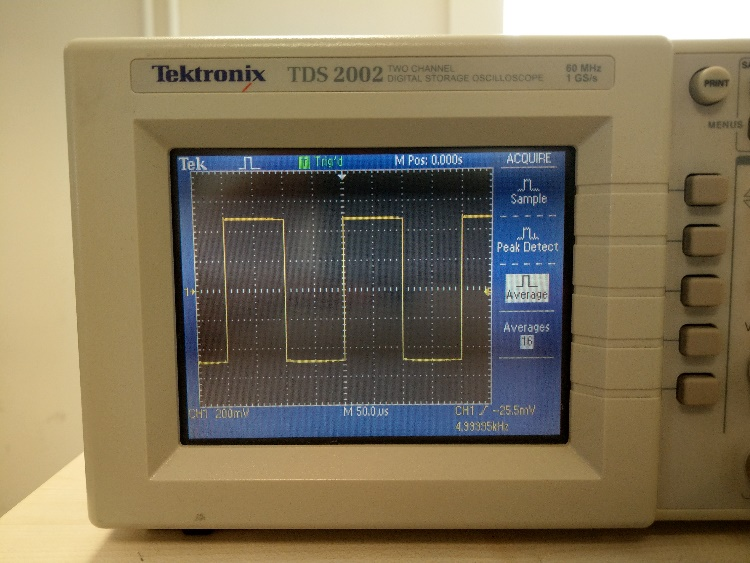 Tektronix TDS 2002 TWO CHANNEL DIGITAL STORAGE OSCILLOSCOPE 60 MHz 1 GS/s
PRINT
MENUS
Tek Trig'd M Pos: 0.000s ACQUIRE
Sample
Peak Detect
1
Average
Averages
16
CH1 200mV M 50.0µs CH1 -25.5mV
4.99995kHz